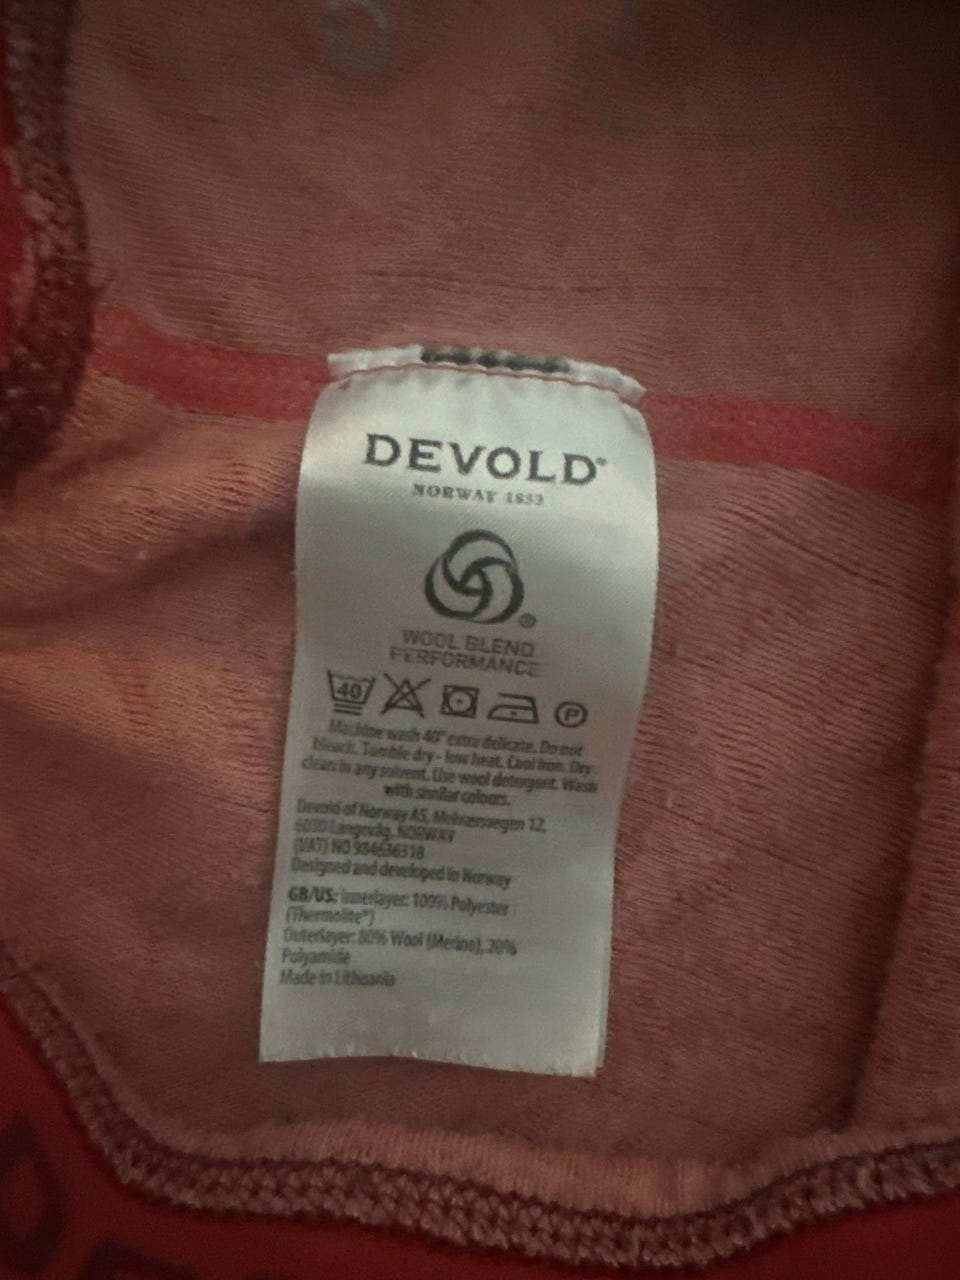 DEVOLD®
NORWAY 1853
®
WOOL BLEND
PERFORMANCE
40
P
Machine wash 40° extra delicate. Do not
bleach. Tumble dry - low heat. Cool iron. Dry
clean in any solvent. Use wool detergent. Wash
with similar colours.
Devold of Norway AS, 12,
6030 Langevåg, NORWAY
(VAT) NO 984636318
Designed and developed in Norway
GB/US: Innerlayer: 100% Polyester
(Thermolite®)
Outerlayer: 80% Wool (Merino), 20%
Polyamide
Made in Lithuania